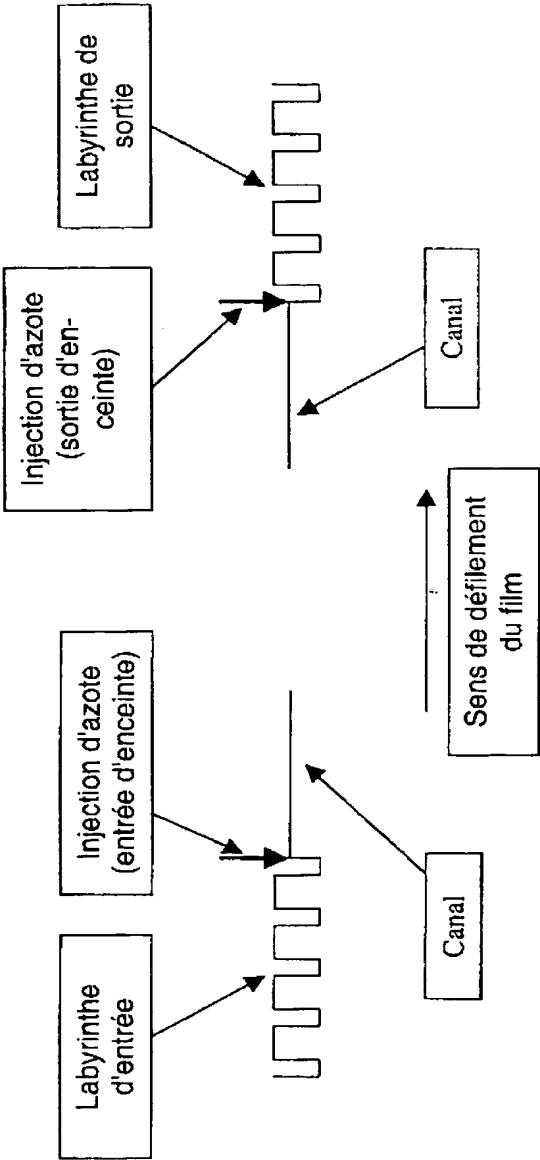 Labyrinthe
d'entrée
Injection d'azote
(entrée d'enceinte)
Injection d'azote
(sortie d'en-
ceinte)
Labyrinthe de
sortie
Canal
Canal
Sens de défilement
du film